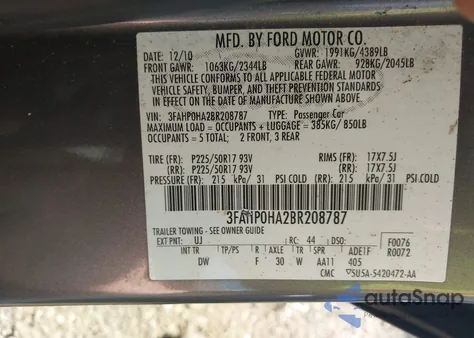 MFD. BY FORD MOTOR CO.
12/10 GVWR: 1991KG/4389LB
FRONT GAWR: 1063KG/2344LB REAR GAWR: 928KG/2045LB
THIS VEHICLE CONFORMS TO ALL APPLICABLE FEDERAL MOTOR
VEHICLE SAFETY, BUMPER, AND THEFT PREVENTION STANDARDS IN
EFFECT ON THE DATE OF MANUFACTURE SHOWN ABOVE.
VEHICLE: 3FAHP0HA2BR208787 TYPE: Passenger Car
MAXIMUM LOAD = OCCUPANTS + LUGGAGE = 385KG/850LB
OCCUPANTS = 5 TOTAL: 2 FRONT, 3 REAR
TIRE (FR): P225/50R17 93V RIMS (FR): 17X7.5J
(RR): P225/50R17 93V (RR): 17X7.5J
PRESSURE (FR): 215 kPa/ 31 PSI COLD (RR): 215 kPa/ 31 PSI COLD
3FAHP0HA2BR208787
TRAILER TOWING - SEE OWNER GUIDE
EXT PNT: UJ RC: 44 DSO: F0076
INT TR TP/PS R AXLE TR SPR ADE1F R0072
DW F 30 W AA11 405
CMC 5U5A-5420472-AA
autoSnap